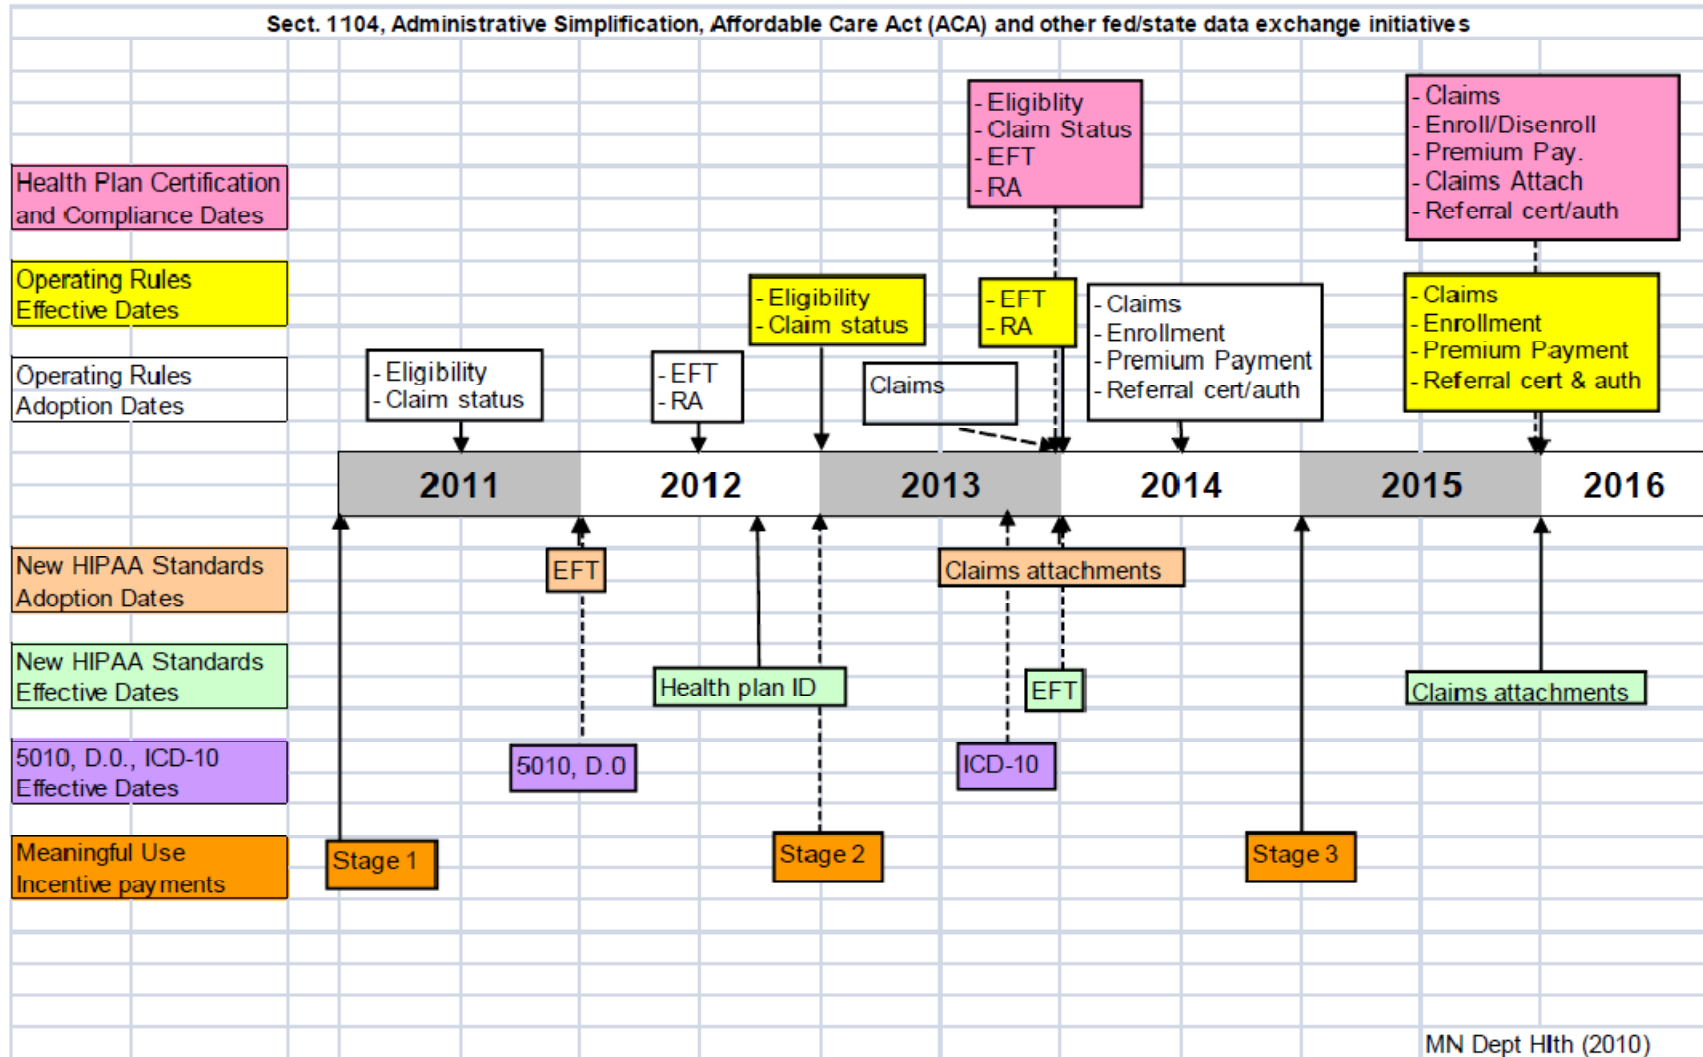 Sect. 1104, Administrative Simplification, Affordable Care Act (ACA) and other fed/state data exchange initiatives
- Eligiblity
- Claim Status
- EFT
- RA
- Claims
- Enroll/Disenroll
- Premium Pay.
- Claims Attach
- Referral cert/auth
Health Plan Certification
and Compliance Dates
Operating Rules
Effective Dates
- Eligibility
- Claim status
- EFT
- RA
- Claims
- Enrollment
- Premium Payment
- Referral cert/auth
- Claims
- Enrollment
- Premium Payment
- Referral cert & auth
Operating Rules
Adoption Dates
- Eligibility
- Claim status
- EFT
- RA
Claims
2011
2012
2013
2014
2015
2016
New HIPAA Standards
Adoption Dates
EFT
Claims attachments
New HIPAA Standards
Effective Dates
Health plan ID
EFT
Claims attachments
5010, D.0., ICD-10
Effective Dates
5010, D.0
ICD-10
Meaningful Use
Incentive payments
Stage 1
Stage 2
Stage 3
MN Dept Hlth (2010)